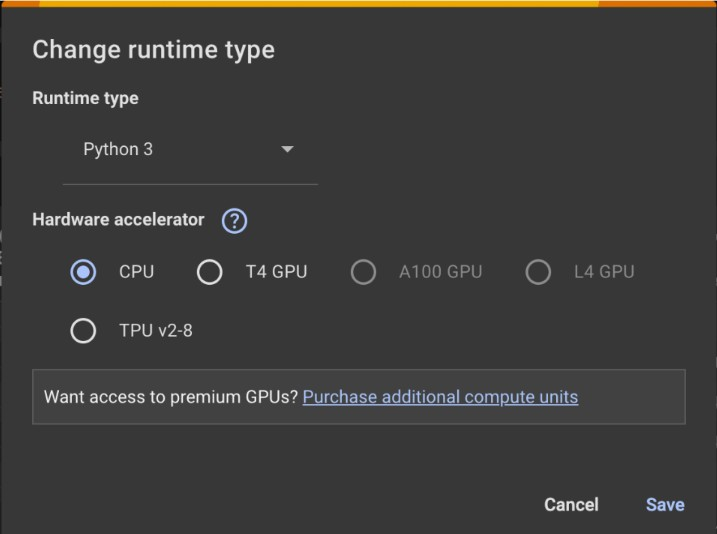 Change runtime type
Runtime type
Python 3
Hardware accelerator ?
CPU T4 GPU A100 GPU L4 GPU
TPU v2-8
Want access to premium GPUs? Purchase additional compute units
Cancel Save